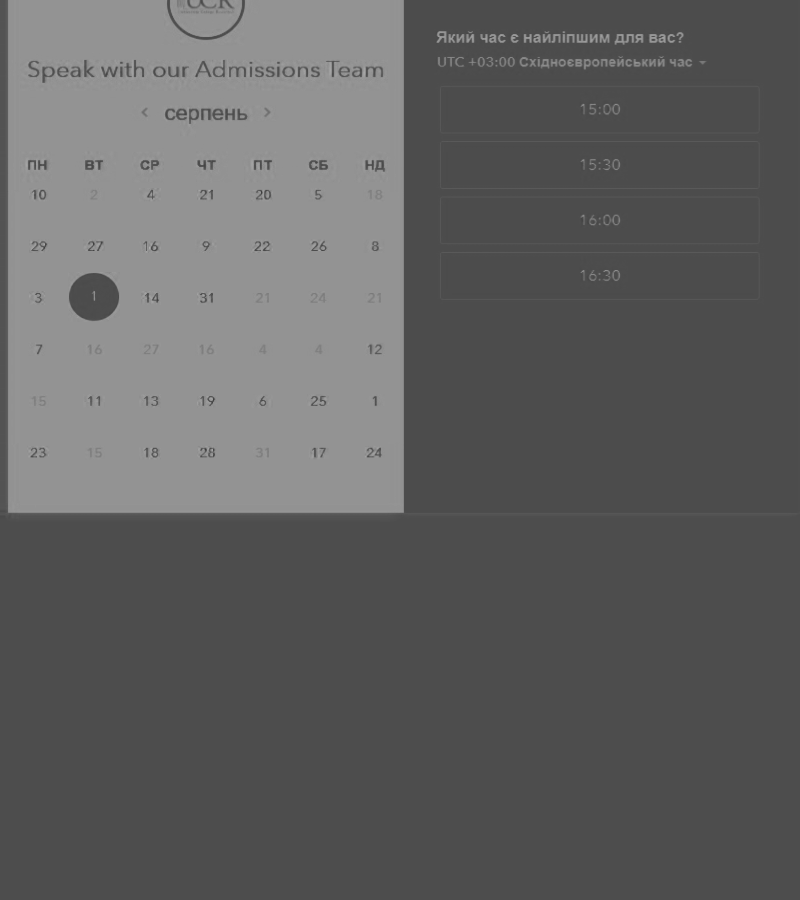 UCR
Speak with our Admissions Team
серпень
ПН ВТ СР ЧТ ПТ СБ НД
10 2 4 21 20 5 18
29 27 16 9 22 26 8
3 1 14 31 21 24 21
7 16 27 16 4 4 12
15 11 13 19 6 25 1
23 15 18 28 31 17 24
Який час є найліпшим для вас?
UTC +03:00 Східноєвропейський час
15:00
15:30
16:00
16:30